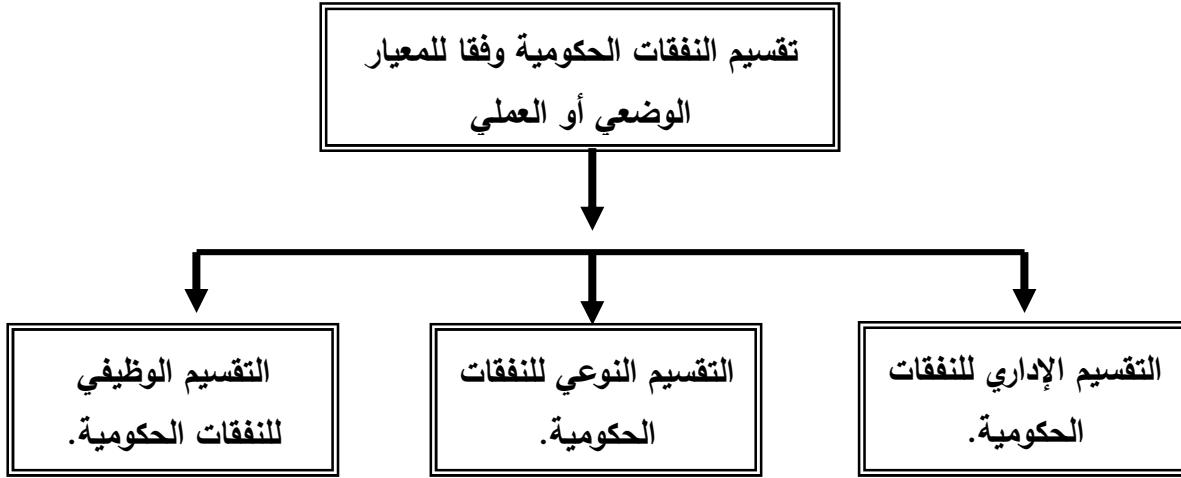 تقسيم النفقات الحكومية وفقا للمعيار
الوضعي أو العملي
التقسيم الإداري للنفقات
الحكومية.
التقسيم النوعي للنفقات
الحكومية.
التقسيم الوظيفي
للنفقات الحكومية.